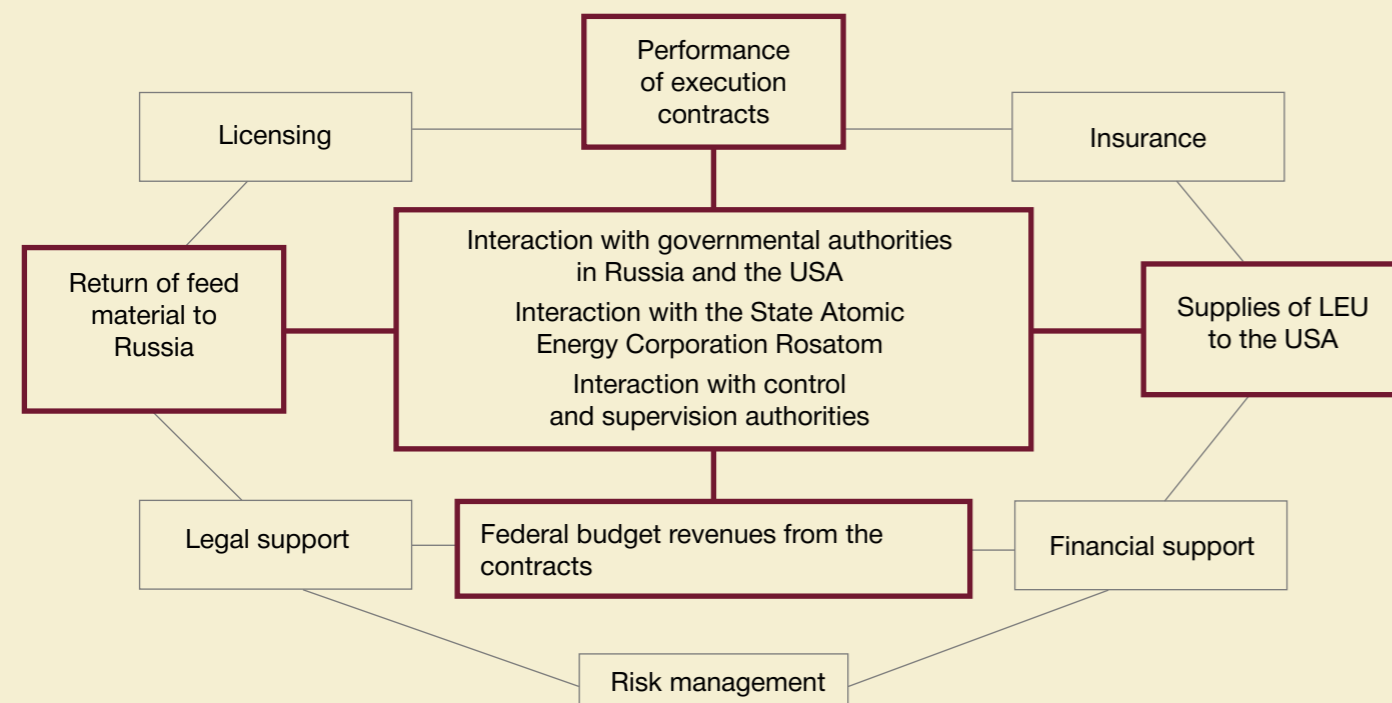 Performance
of execution
contracts
Licensing
Insurance
Interaction with governmental authorities
in Russia and the USA
Interaction with the State Atomic
Energy Corporation Rosatom
Interaction with control
and supervision authorities
Return of feed
material to
Russia
Supplies of LEU
to the USA
Legal support
Federal budget revenues from the
contracts
Financial support
Risk management